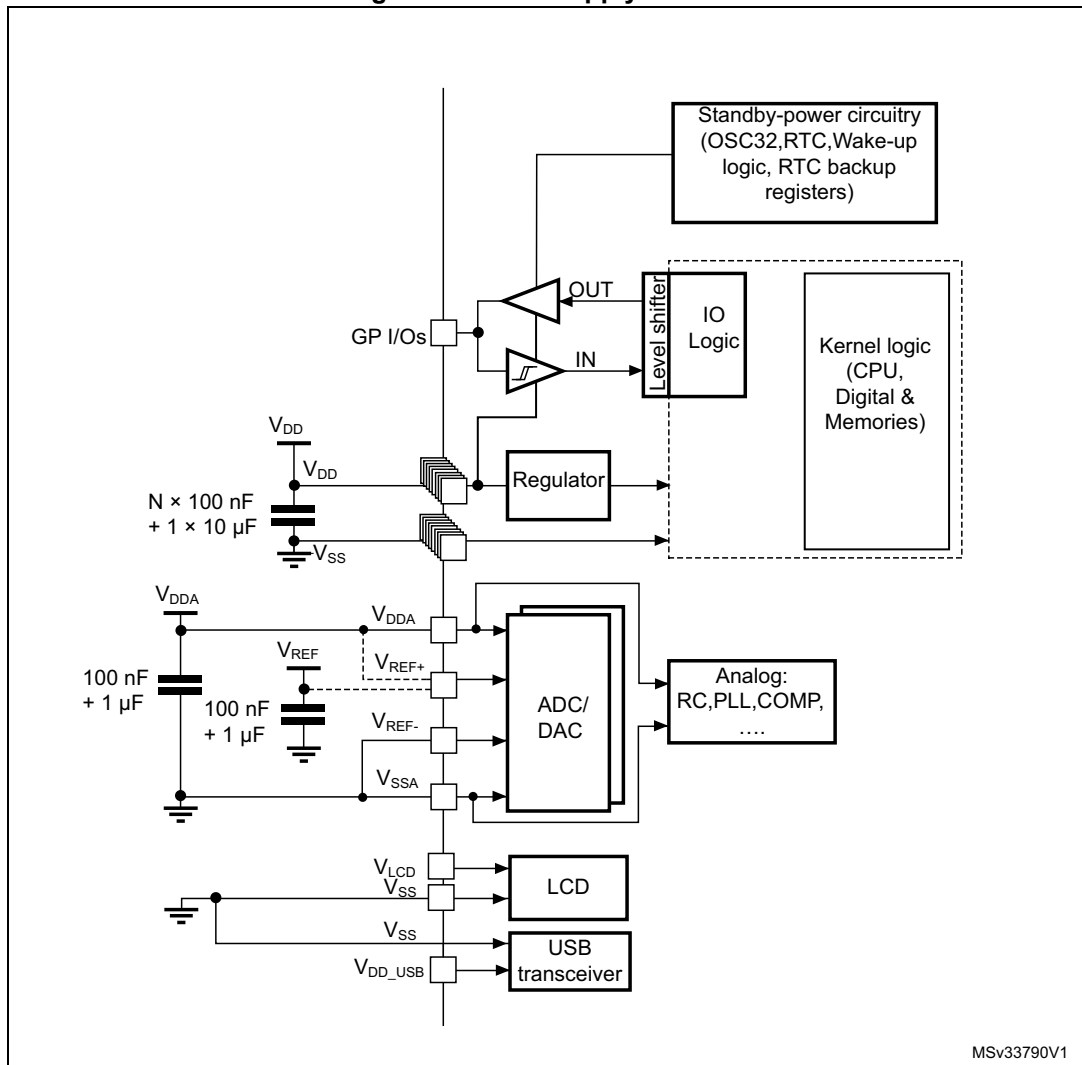 Standby-power circuitry
(OSC32,RTC,Wake-up
logic, RTC backup
registers)
OUT
Level shifter
IO
Logic
GP I/Os
IN
Kernel logic
(CPU,
Digital &
Memories)
VDD
VDD
Regulator
N × 100 nF
+ 1 × 10 µF
VSS
VDDA
VDDA
VREF
VREF+
100 nF
+ 1 µF
100 nF
+ 1 µF
ADC/
DAC
Analog:
RC,PLL,COMP,
....
VREF-
VSSA
VLCD
VSS
LCD
VSS
USB
transceiver
VDD_USB
MSv33790V1